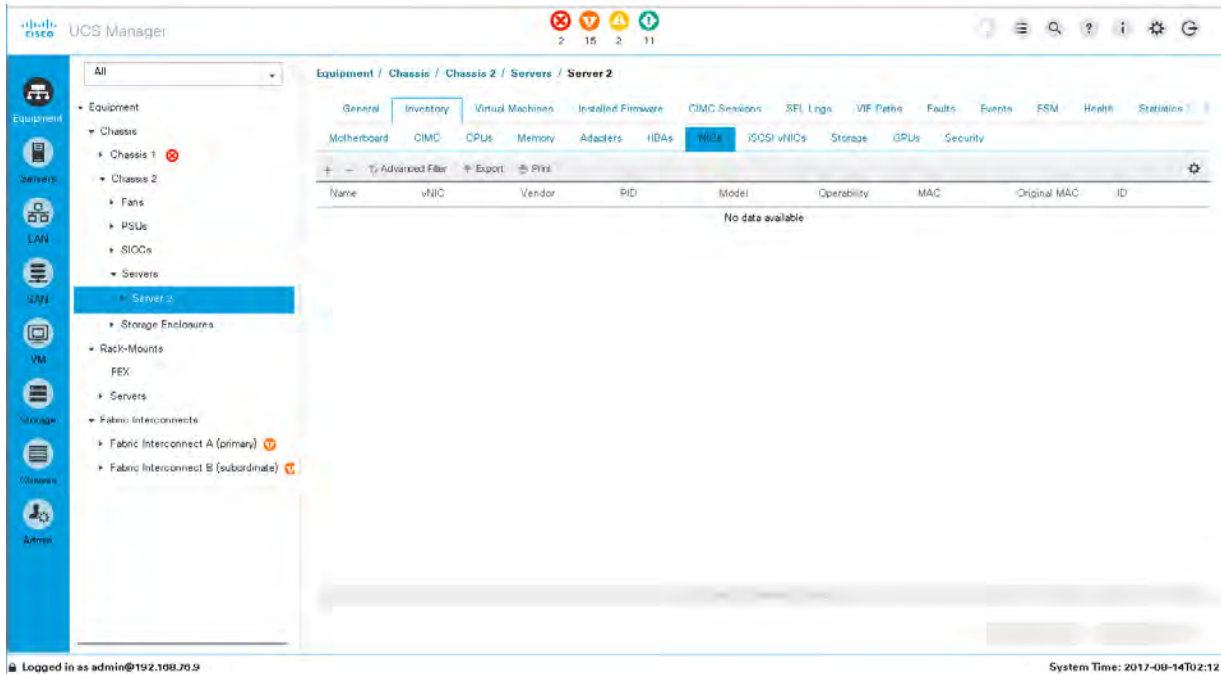 cisco UCS Manager
2 15 2 11
All
Equipment / Chassis / Chassis 2 / Servers / Server 2
Equipment
Servers
LAN
SAN
VM
Storage
Admin
Equipment
Chassis
Chassis 1
Chassis 2
Fans
PSUs
SIOCs
Servers
Server 2
Storage Enclosures
Rack-Mounts
FEX
Servers
Fabric Interconnects
Fabric Interconnect A (primary)
Fabric Interconnect B (subordinate)
General Inventory Virtual Machines Installed Firmware CIMC Sessions SEL Logs VIF Paths Faults Events FSM Health Statistics
Motherboard CIMC CPUs Memory Adapters HBAs NICs iSCSI vNICs Storage GPUs Security
+ – Advanced Filter Export Print
Name vNIC Vendor PID Model Operability MAC Original MAC ID
No data available
Logged in as admin@192.168.76.9
System Time: 2017-08-14T02:12